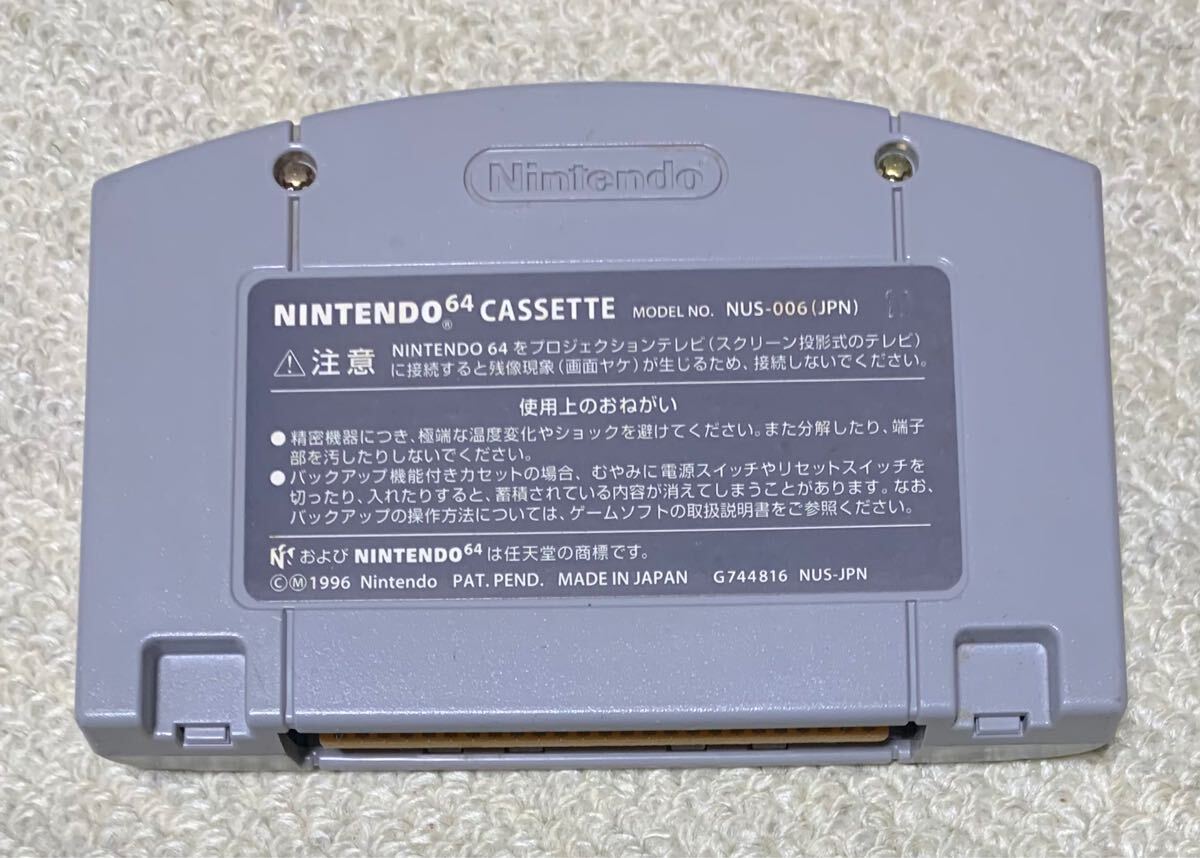 Nintendo®
NINTENDO⁶⁴® CASSETTE MODEL NO. NUS-006(JPN)
⚠注意 NINTENDO 64 をプロジェクションテレビ(スクリーン投影式のテレビ)
に接続すると残像現象(画面ヤケ)が生じるため、接続しないでください。
使用上のおねがい
●精密機器につき、極端な温度変化やショックを避けてください。また分解したり、端子
部を汚したりしないでください。
●バックアップ機能付きカセットの場合、むやみに電源スイッチやリセットスイッチを
切ったり、入れたりすると、蓄積されている内容が消えてしまうことがあります。なお、
バックアップの操作方法については、ゲームソフトの取扱説明書をご参照ください。
および NINTENDO⁶⁴ は任天堂の商標です。
©Ⓜ1996 Nintendo PAT. PEND. MADE IN JAPAN G744816 NUS-JPN